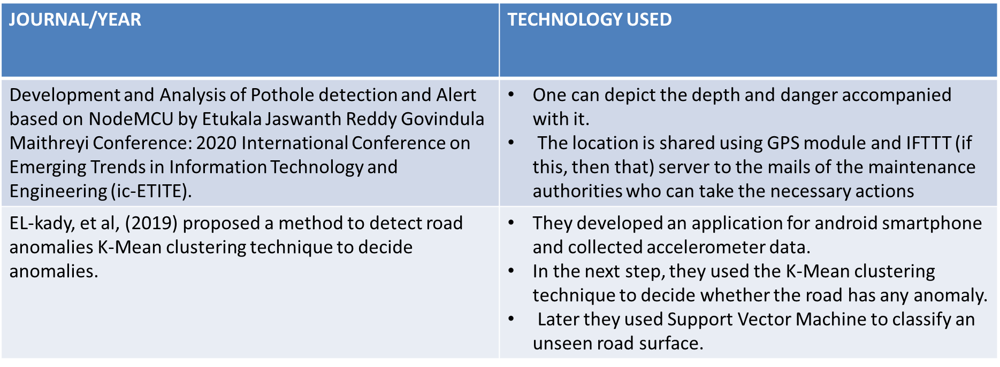 JOURNAL/YEAR
TECHNOLOGY USED
Development and Analysis of Pothole detection and Alert
based on NodeMCU by Etukala Jaswanth Reddy Govindula
Maithreyi Conference: 2020 International Conference on
Emerging Trends in Information Technology and
Engineering (ic-ETITE).
• One can depict the depth and danger accompanied
with it.
• The location is shared using GPS module and IFTTT (if
this, then that) server to the mails of the maintenance
authorities who can take the necessary actions
EL-kady, et al, (2019) proposed a method to detect road
anomalies K-Mean clustering technique to decide
anomalies.
• They developed an application for android smartphone
and collected accelerometer data.
• In the next step, they used the K-Mean clustering
technique to decide whether the road has any anomaly.
• Later they used Support Vector Machine to classify an
unseen road surface.